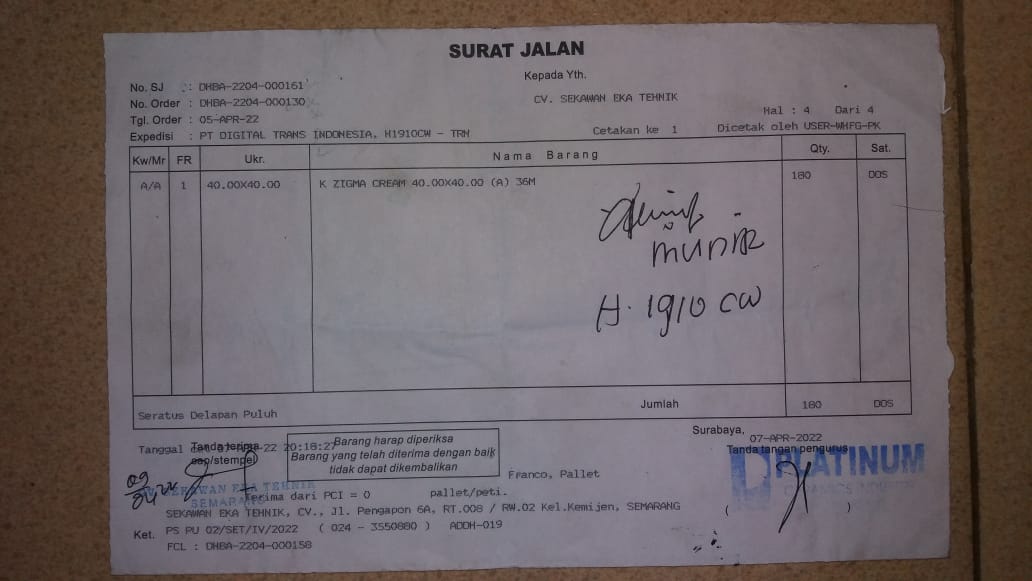 SURAT JALAN
Kepada Yth.
No. SJ : DHBA-2204-000161
CV. SEKAWAN EKA TEHNIK
No. Order : DHBA-2204-000130
Hal : 4 Dari 4
Tgl. Order : 05-APR-22
Expedisi : PT DIGITAL TRANS INDONESIA, H1910CW - TRN
Cetakan ke 1
Dicetak oleh USER-WHFG-PK
Kw/Mr FR Ukr. Nama Barang Qty. Sat.
A/A 1 40.00X40.00 K ZIGMA CREAM 40.00X40.00 (A) 36M 180 DOS
MUNIR
H. 1910 CW
Seratus Delapan Puluh Jumlah 180 DOS
Surabaya, 07-APR-2022
Tanggal 22 20:18:27
Tanda terima
cap/stempel
Barang harap diperiksa
Barang yang telah diterima dengan baik
tidak dapat dikembalikan
Tanda tangan pengurus
PLATINUM
Franco, Pallet
SEKAWAN EKA TEHNIK
SEMARANG
Terima dari PCI = 0 pallet/peti.
SEKAWAN EKA TEHNIK, CV., Jl. Pengapon 6A, RT.008 / RW.02 Kel.Kemijen, SEMARANG
( )
Ket. PS PU 02/SET/IV/2022 ( 024 - 3550880 ) ADDH-019
FCL : DHBA-2204-000158